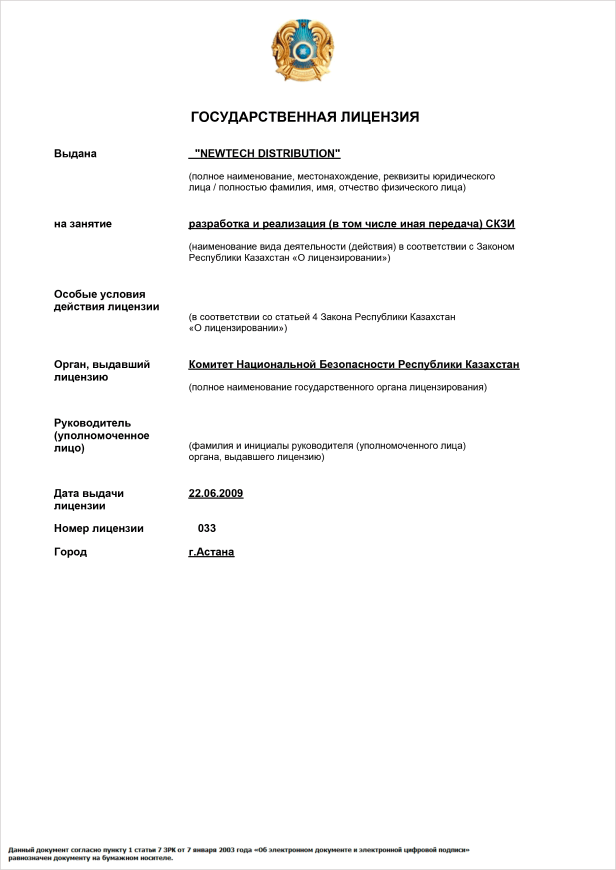 ГОСУДАРСТВЕННАЯ ЛИЦЕНЗИЯ
Выдана
"NEWTECH DISTRIBUTION"
(полное наименование, местонахождение, реквизиты юридического
лица / полностью фамилия, имя, отчество физического лица)
на занятие
разработка и реализация (в том числе иная передача) СКЗИ
(наименование вида деятельности (действия) в соответствии с Законом
Республики Казахстан «О лицензировании»)
Особые условия
действия лицензии
(в соответствии со статьей 4 Закона Республики Казахстан
«О лицензировании»)
Орган, выдавший
лицензию
Комитет Национальной Безопасности Республики Казахстан
(полное наименование государственного органа лицензирования)
Руководитель
(уполномоченное
лицо)
(фамилия и инициалы руководителя (уполномоченного лица)
органа, выдавшего лицензию)
Дата выдачи
лицензии
22.06.2009
Номер лицензии
033
Город
г.Астана
Данный документ согласно пункту 1 статьи 7 ЗРК от 7 января 2003 года «Об электронном документе и электронной цифровой подписи»
равнозначен документу на бумажном носителе.